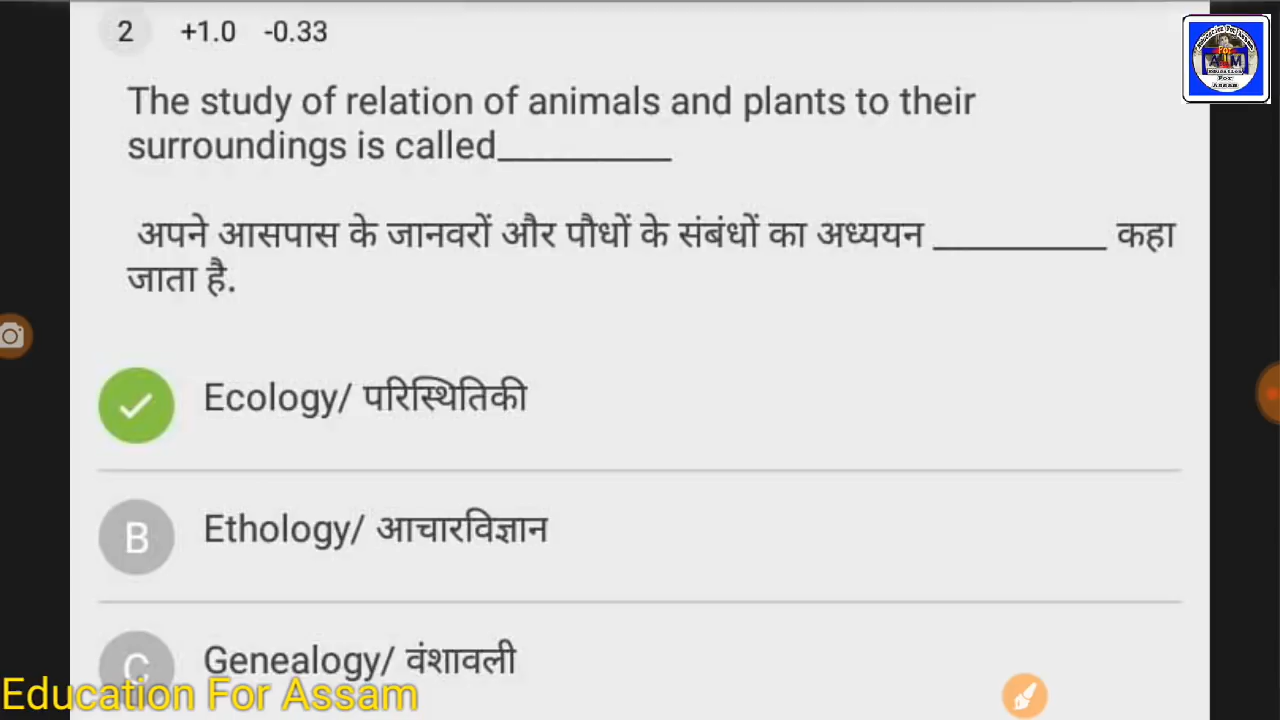 2 +1.0 -0.33
The study of relation of animals and plants to their
surroundings is called__________
अपने आसपास के जानवरों और पौधों के संबंधों का अध्ययन __________ कहा
जाता है.
Ecology/ परिस्थितिकी
B Ethology/ आचारविज्ञान
C Genealogy/ वंशावली
Education For Assam